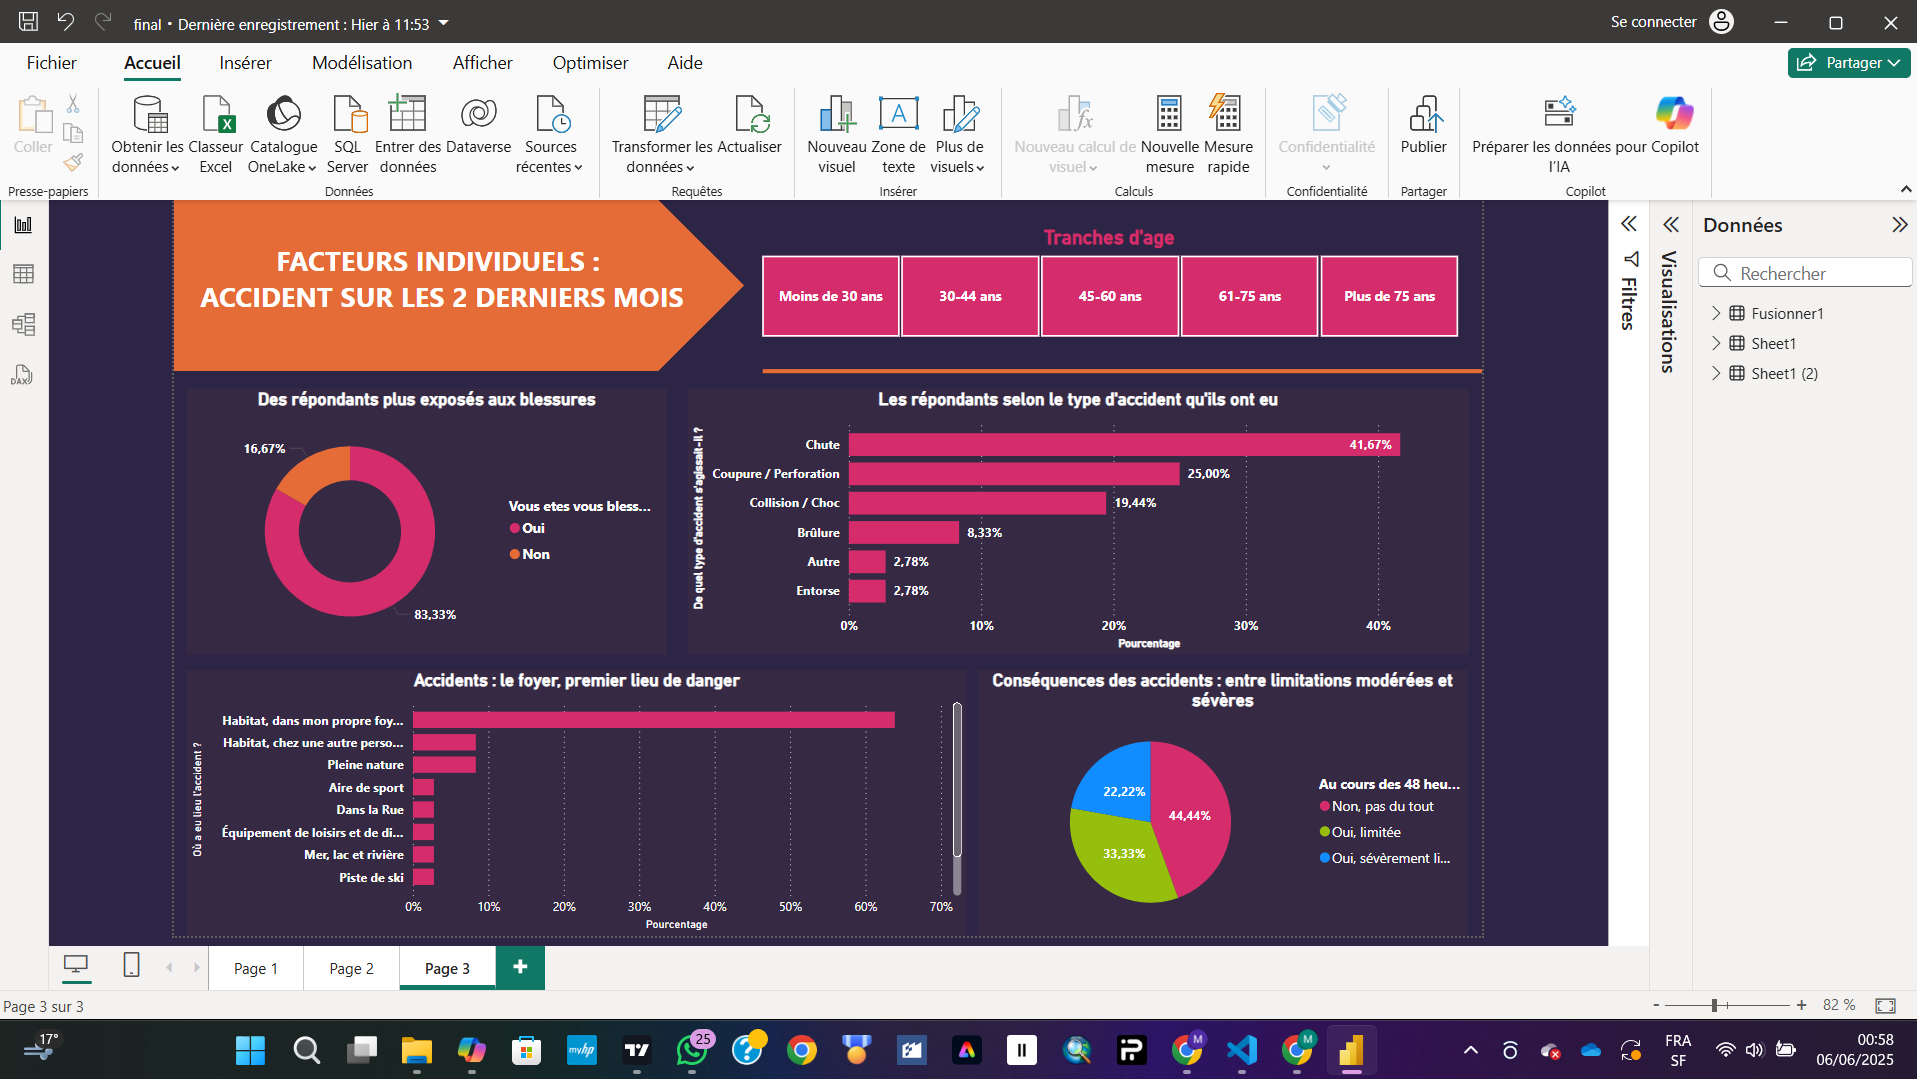 final • Dernière enregistrement : Hier à 11:53
Se connecter
Fichier
Accueil
Insérer
Modélisation
Afficher
Optimiser
Aide
Partager
Coller
Obtenir les données
Classeur Excel
Catalogue OneLake
SQL Server
Entrer des données
Dataverse
Sources récentes
Transformer les données
Actualiser
Nouveau visuel
Zone de texte
Plus de visuels
Nouveau calcul de visuel
Nouvelle mesure
Mesure rapide
Confidentialité
Publier
Préparer les données pour l'IA
Copilot
Presse-papiers
Données
Requêtes
Insérer
Calculs
Confidentialité
Partager
Copilot
FACTEURS INDIVIDUELS :
ACCIDENT SUR LES 2 DERNIERS MOIS
Tranches d'age
Moins de 30 ans
30-44 ans
45-60 ans
61-75 ans
Plus de 75 ans
Des répondants plus exposés aux blessures
16,67%
83,33%
Vous etes vous bless...
Oui
Non
Les répondants selon le type d'accident qu'ils ont eu
De quel type d'accident s'agissait-il ?
Chute
41,67%
Coupure / Perforation
25,00%
Collision / Choc
19,44%
Brûlure
8,33%
Autre
2,78%
Entorse
2,78%
0%
10%
20%
30%
40%
Pourcentage
Accidents : le foyer, premier lieu de danger
Où a eu lieu l'accident ?
Habitat, dans mon propre foy...
Habitat, chez une autre perso...
Pleine nature
Aire de sport
Dans la Rue
Équipement de loisirs et de di...
Mer, lac et rivière
Piste de ski
0%
10%
20%
30%
40%
50%
60%
70%
Pourcentage
Conséquences des accidents : entre limitations modérées et
sévères
22,22%
44,44%
33,33%
Au cours des 48 heu...
Non, pas du tout
Oui, limitée
Oui, sévèrement li...
Filtres
Visualisations
Données
Rechercher
Fusionner1
Sheet1
Sheet1 (2)
DAX
Page 1
Page 2
Page 3
Page 3 sur 3
82 %
17°
myhp
25
M
M
FRA
SF
00:58
06/06/2025